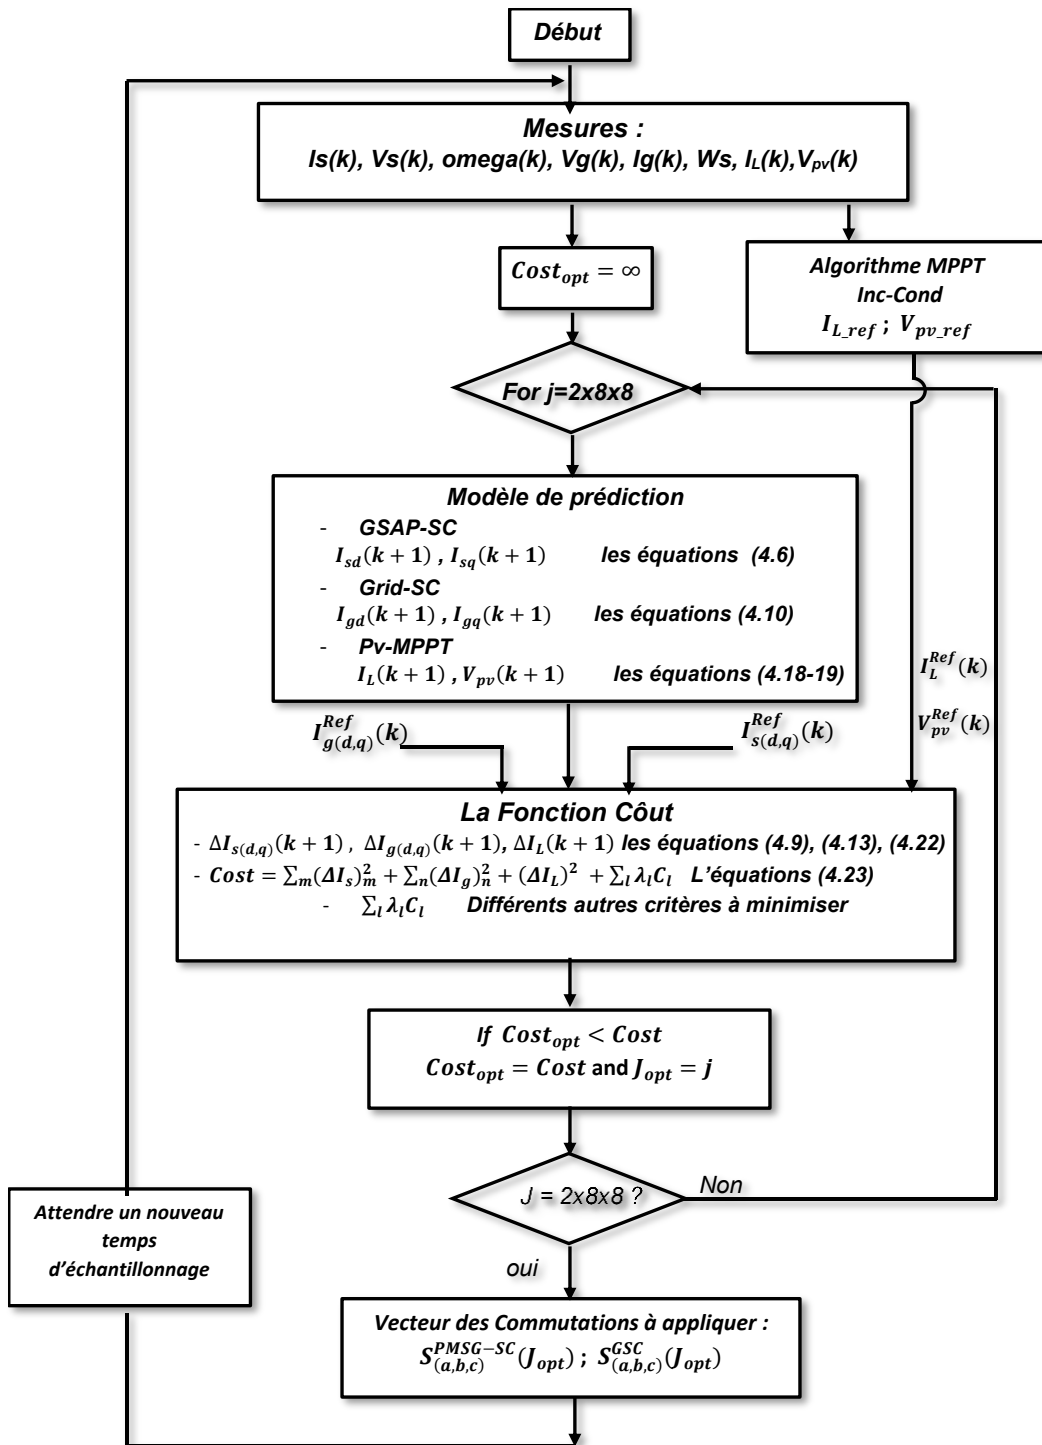 Début
Mesures :
Is(k), Vs(k), omega(k), Vg(k), Ig(k), Ws, I_L(k),V_pv(k)
Cost_opt = ∞
Algorithme MPPT
Inc-Cond
I_L_ref ; V_pv_ref
For j=2x8x8
Modèle de prédiction
- GSAP-SC
I_sd(k + 1) , I_sq(k + 1) les équations (4.6)
- Grid-SC
I_gd(k + 1) , I_gq(k + 1) les équations (4.10)
- Pv-MPPT
I_L(k + 1) , V_pv(k + 1) les équations (4.18-19)
I_g(d,q)^Ref(k)
I_s(d,q)^Ref(k)
I_L^Ref(k)
V_pv^Ref(k)
La Fonction Côut
- ΔI_s(d,q)(k + 1) , ΔI_g(d,q)(k + 1), ΔI_L(k + 1) les équations (4.9), (4.13), (4.22)
- Cost = ∑_m(ΔI_s)_m^2 + ∑_n(ΔI_g)_n^2 + (ΔI_L)^2 + ∑_l λ_l C_l L'équations (4.23)
- ∑_l λ_l C_l Différents autres critères à minimiser
If Cost_opt < Cost
Cost_opt = Cost and J_opt = j
J = 2x8x8 ?
Non
oui
Attendre un nouveau
temps
d'échantillonnage
Vecteur des Commutations à appliquer :
S_(a,b,c)^PMSG−SC(J_opt) ; S_(a,b,c)^GSC(J_opt)